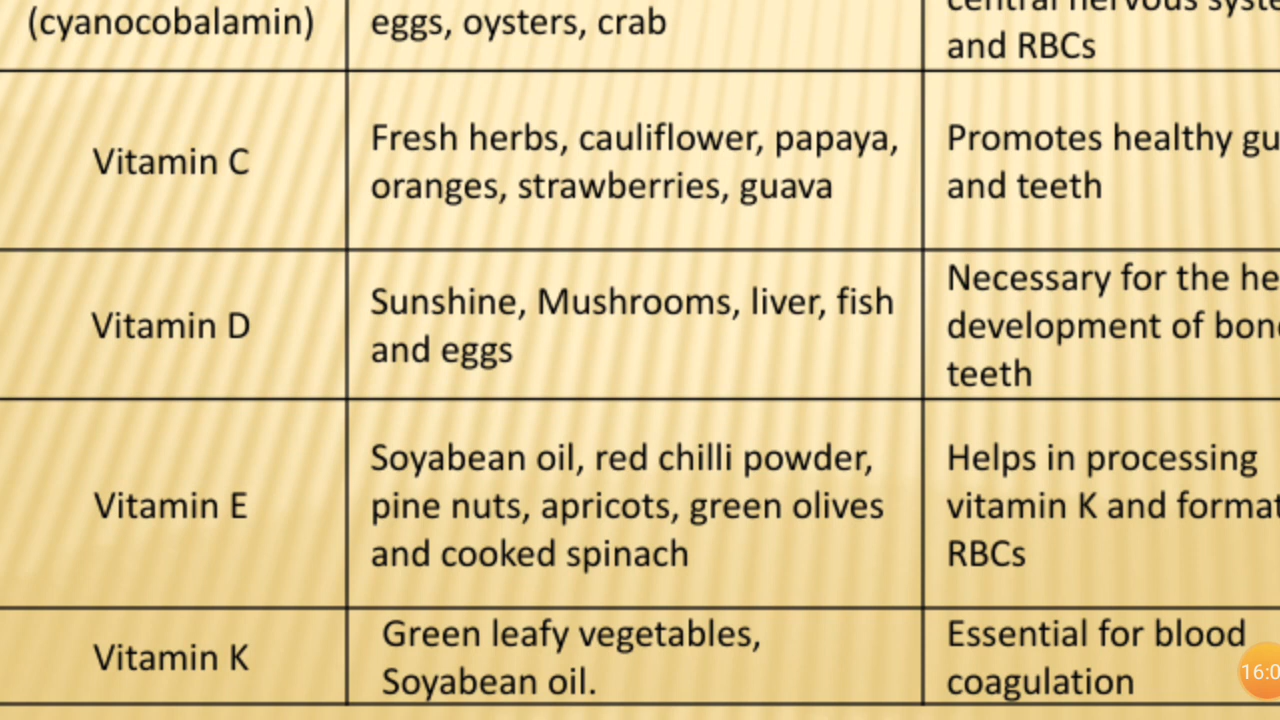 (cyanocobalamin)
eggs, oysters, crab
central nervous
and RBCs
Vitamin C
Fresh herbs, cauliflower, papaya,
oranges, strawberries, guava
Promotes healthy
and teeth
Vitamin D
Sunshine, Mushrooms, liver, fish
and eggs
Necessary for the
development of
teeth
Vitamin E
Soyabean oil, red chilli powder,
pine nuts, apricots, green olives
and cooked spinach
Helps in processing
vitamin K and
RBCs
Vitamin K
Green leafy vegetables,
Soyabean oil.
Essential for blood
coagulation